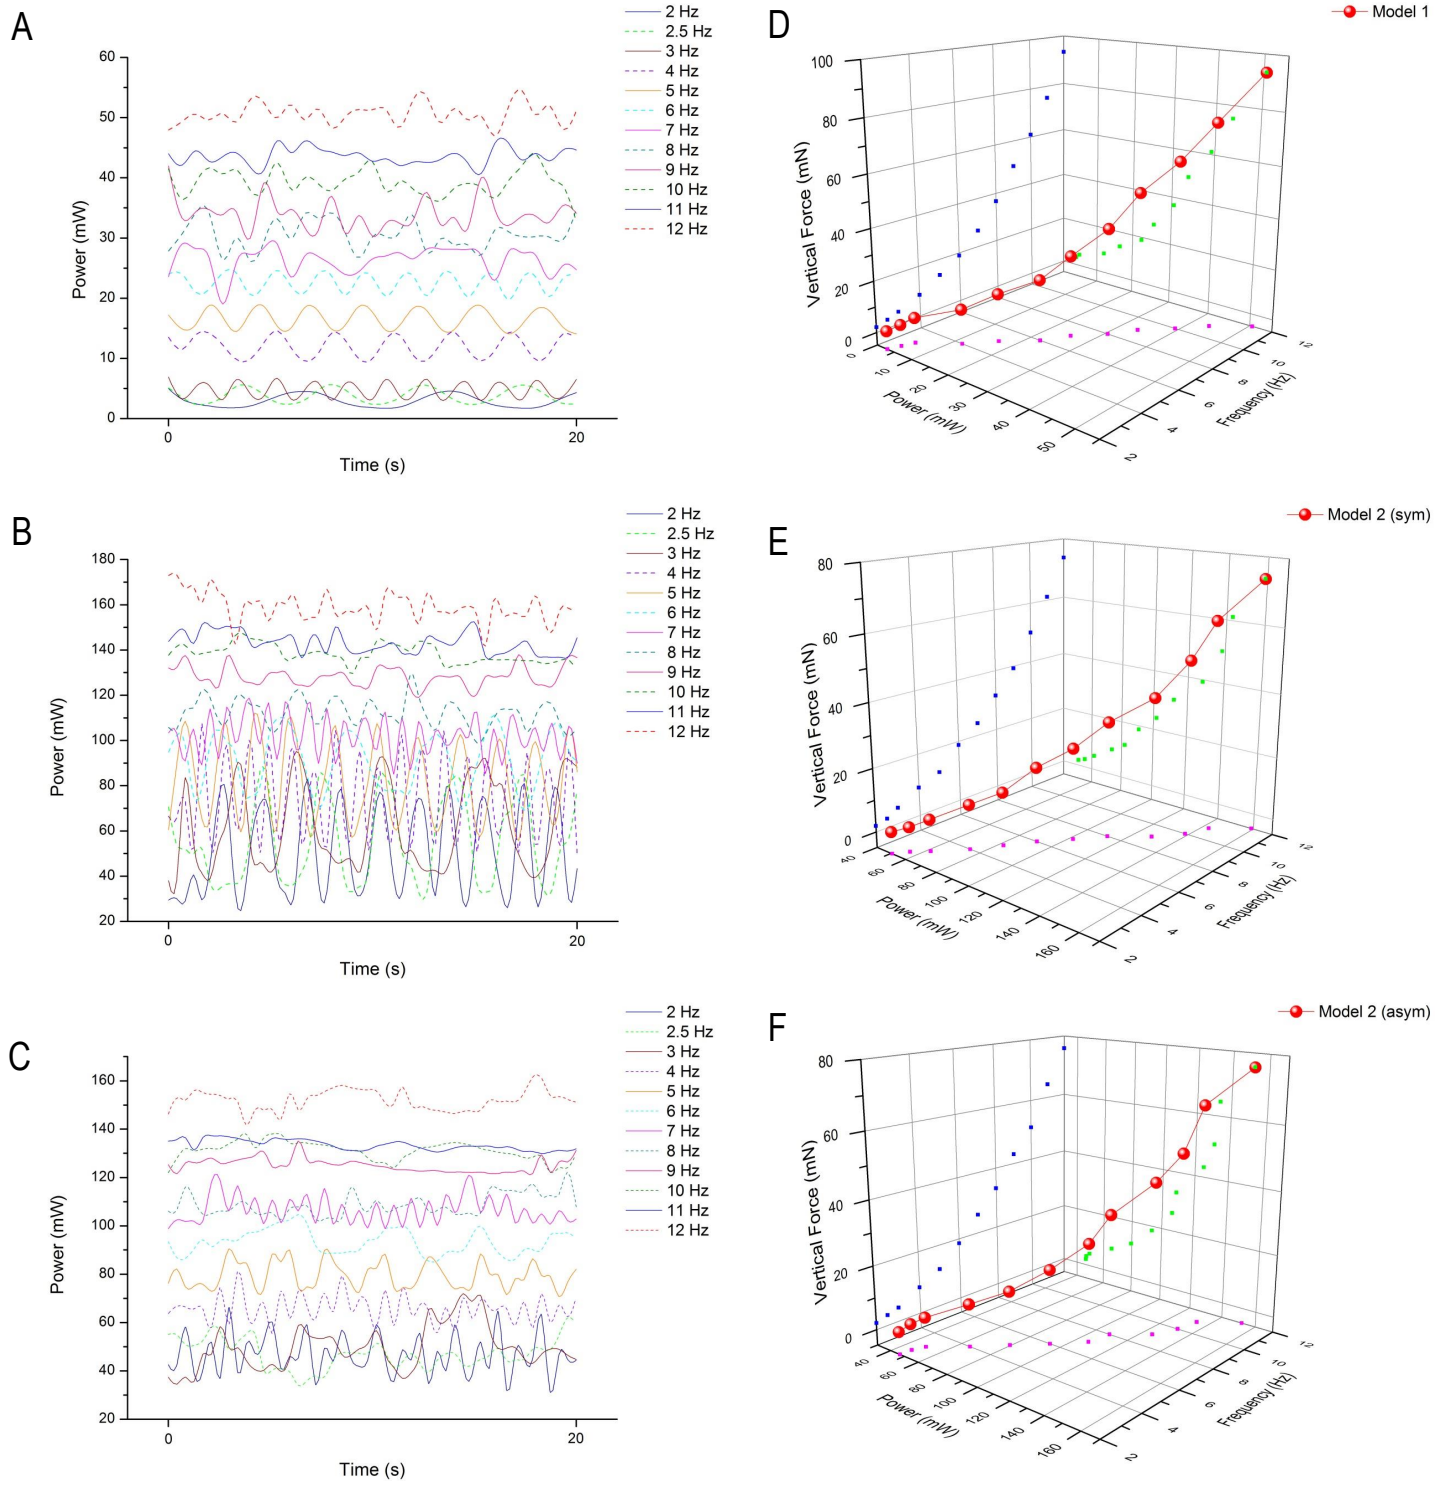 A
2 Hz
2.5 Hz
3 Hz
4 Hz
5 Hz
6 Hz
7 Hz
8 Hz
9 Hz
10 Hz
11 Hz
12 Hz
60
50
40
30
20
10
0
Power (mW)
0 20
Time (s)
D
Model 1
100
80
60
40
20
0
Vertical Force (mN)
0 10 20 30 40 50
Power (mW)
2 4 6 8 10 12
Frequency (Hz)
B
2 Hz
2.5 Hz
3 Hz
4 Hz
5 Hz
6 Hz
7 Hz
8 Hz
9 Hz
10 Hz
11 Hz
12 Hz
180
160
140
120
100
80
60
40
20
Power (mW)
0 20
Time (s)
E
Model 2 (sym)
80
60
40
20
0
Vertical Force (mN)
40 60 80 100 120 140 160
Power (mW)
2 4 6 8 10 12
Frequency (Hz)
C
2 Hz
2.5 Hz
3 Hz
4 Hz
5 Hz
6 Hz
7 Hz
8 Hz
9 Hz
10 Hz
11 Hz
12 Hz
160
140
120
100
80
60
40
20
Power (mW)
0 20
Time (s)
F
Model 2 (asym)
80
60
40
20
0
Vertical Force (mN)
40 60 80 100 120 140 160
Power (mW)
2 4 6 8 10 12
Frequency (Hz)